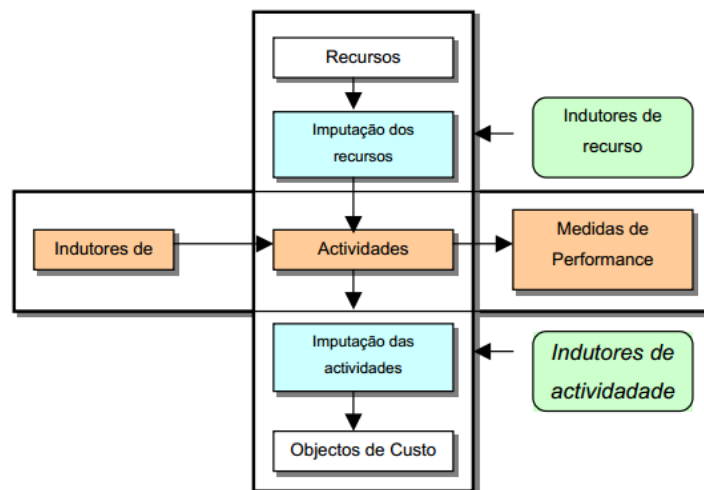 Recursos
Imputação dos
recursos
Indutores de
recurso
Indutores de
Actividades
Medidas de
Performance
Imputação das
actividades
Indutores de
actividadade
Objectos de Custo